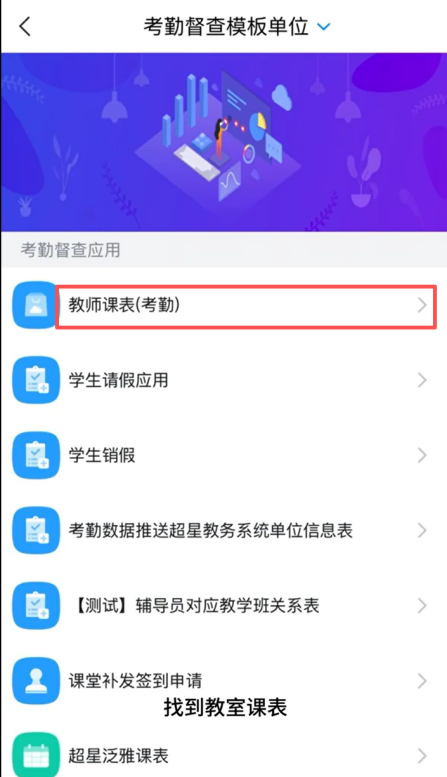 考勤督查模板单位
考勤督查应用
教师课表(考勤)
学生请假应用
学生销假
考勤数据推送超星教务系统单位信息表
【测试】辅导员对应教学班关系表
课堂补发签到申请
找到教室课表
超星泛雅课表